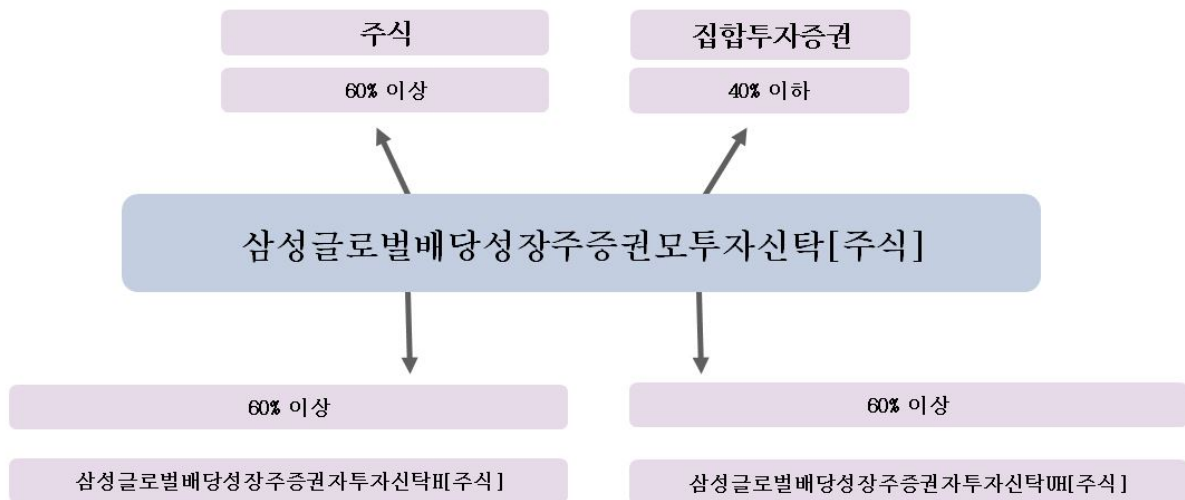 주식
집합투자증권
60% 이상
40% 이하
삼성글로벌배당성장주증권모투자신탁[주식]
60% 이상
60% 이상
삼성글로벌배당성장주증권자투자신탁H[주식]
삼성글로벌배당성장주증권자투자신탁UH[주식]